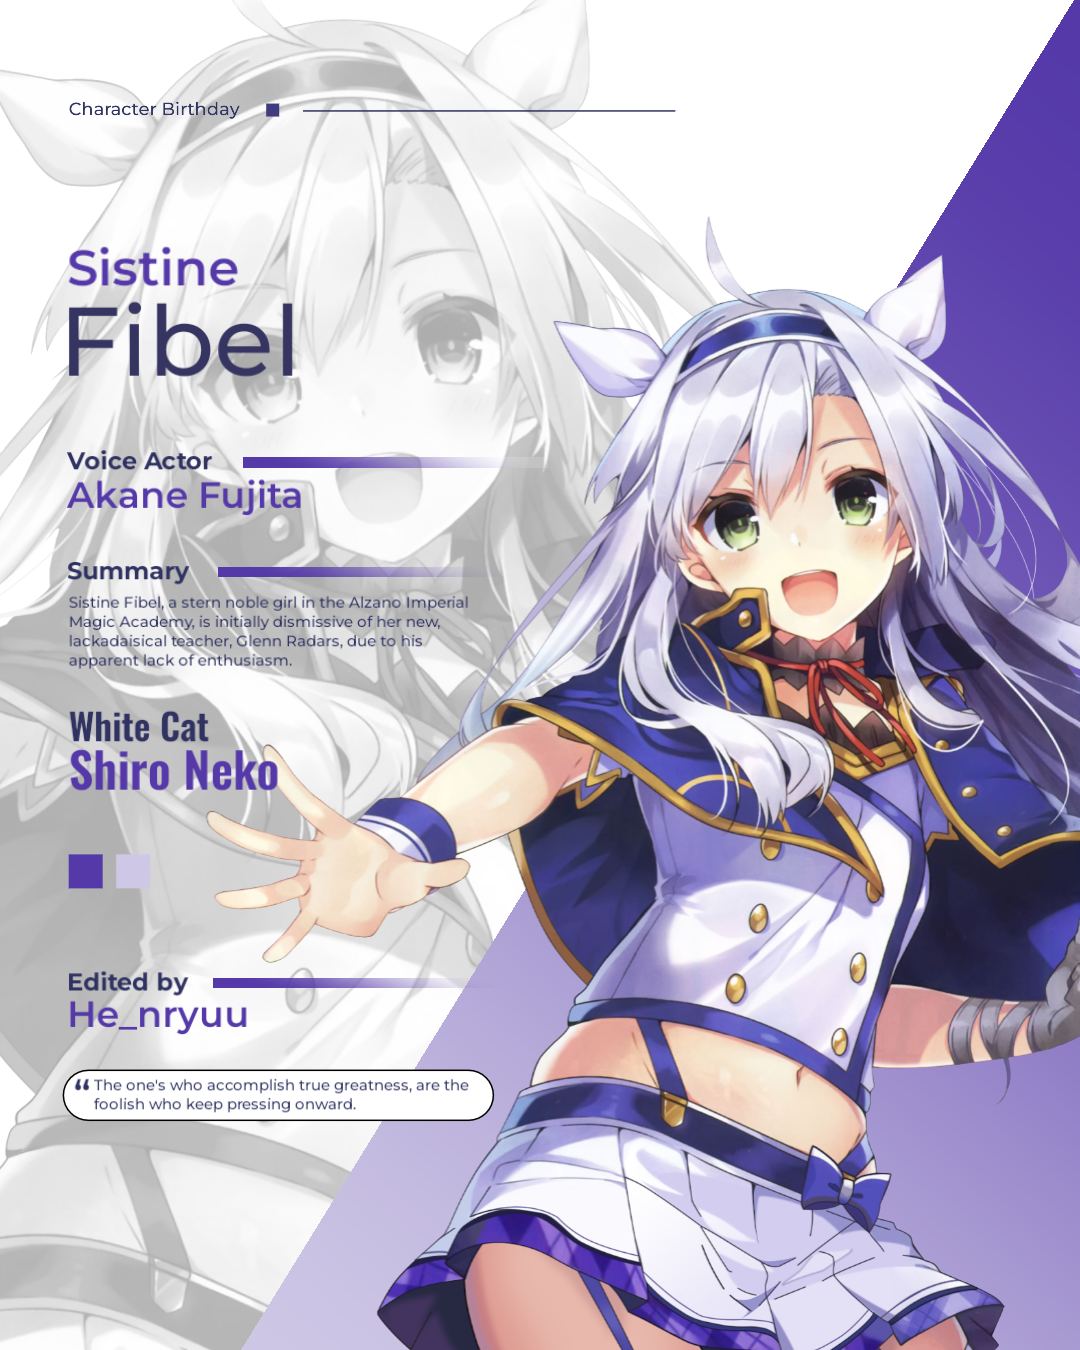 Character Birthday
Sistine
Fibel
Voice Actor
Akane Fujita
Summary
Sistine Fibel, a stern noble girl in the Alzano Imperial
Magic Academy, is initially dismissive of her new,
lackadaisical teacher, Glenn Radars, due to his
apparent lack of enthusiasm.
White Cat
Shiro Neko
Edited by
He_nryuu
“ The one's who accomplish true greatness, are the
foolish who keep pressing onward.